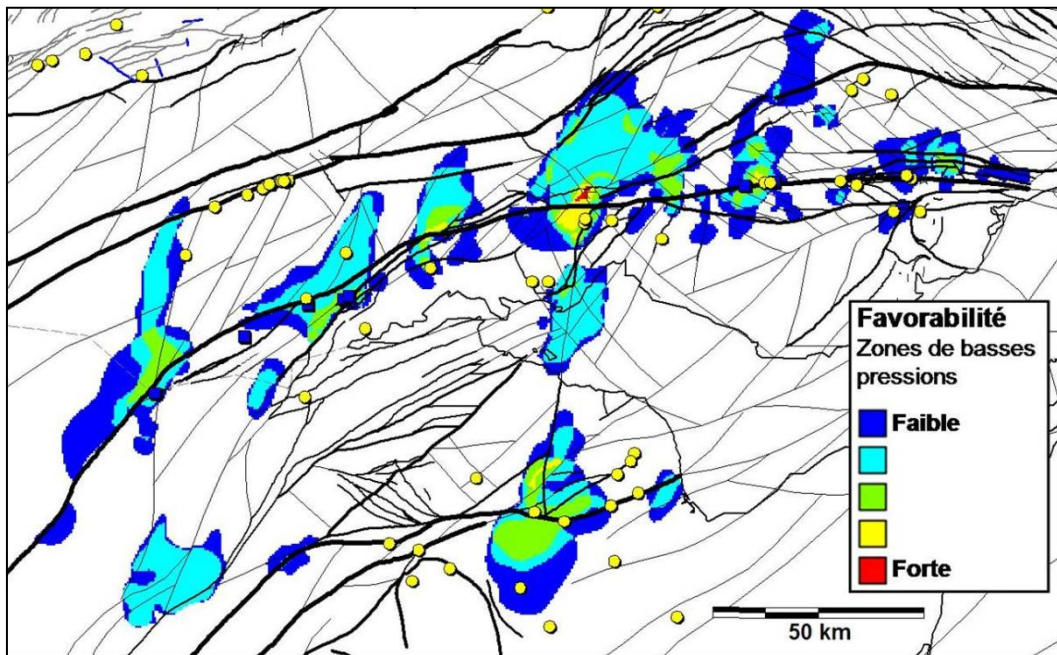 Favorabilité
Zones de basses
pressions
Faible
Forte
50 km